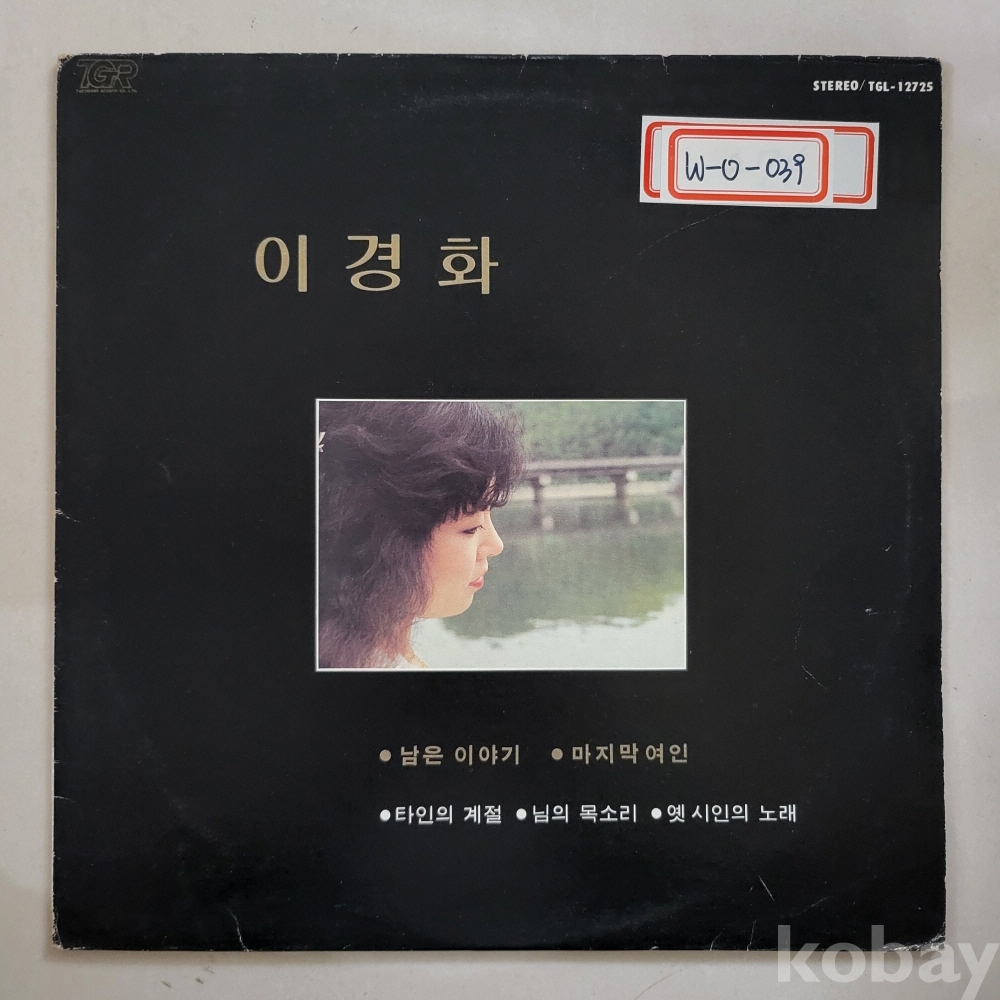 TGR
STEREO/TGL-12725
W-O-039
이경화
● 남은 이야기 ● 마지막 여인
● 타인의 계절 ● 님의 목소리 ● 옛 시인의 노래
kobay